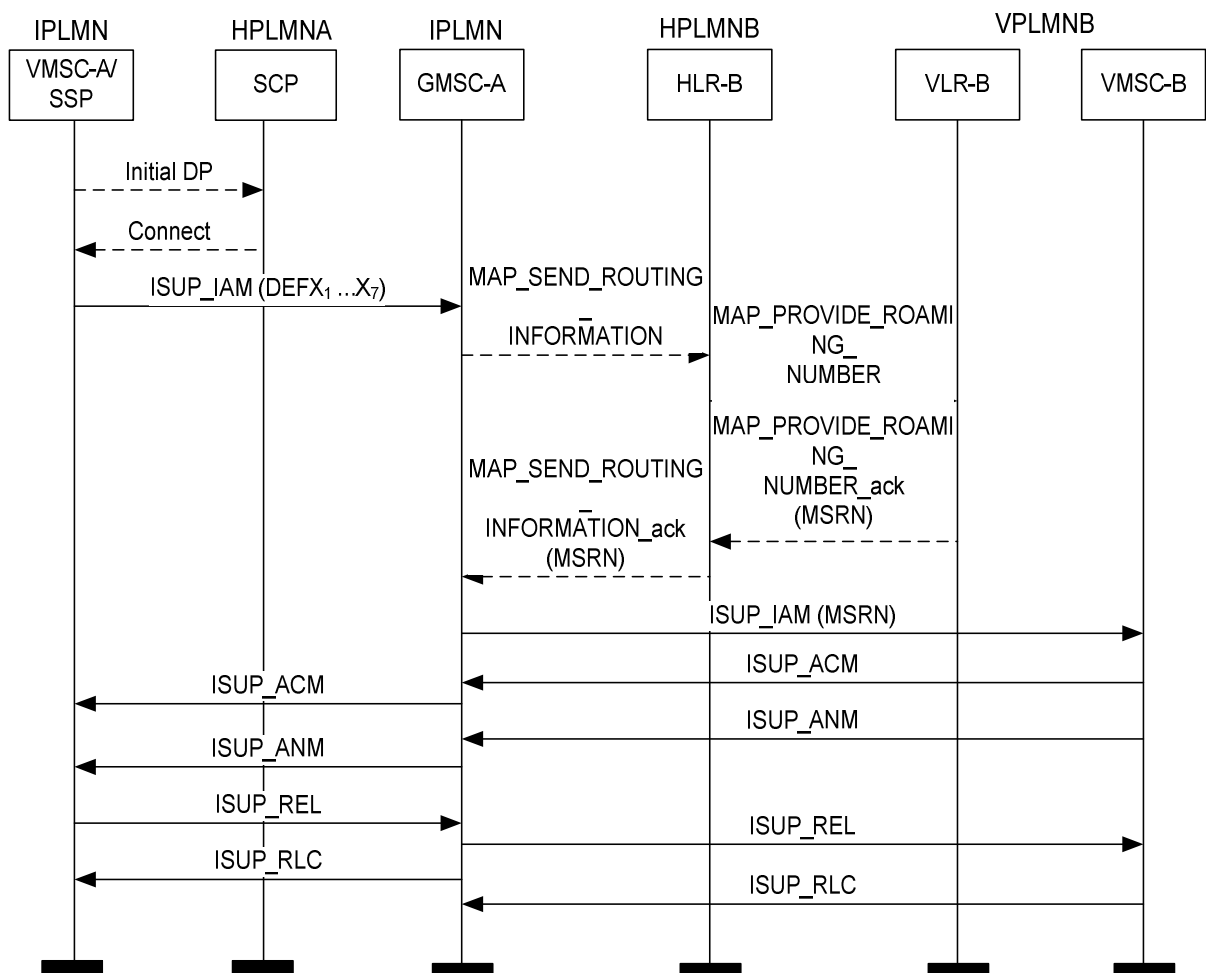 IPLMN
HPLMNA
IPLMN
HPLMNB
VPLMNB
VMSC-A/
SSP
SCP
GMSC-A
HLR-B
VLR-B
VMSC-B
Initial DP
Connect
ISUP_IAM (DEFX₁ ...X₇)
MAP_SEND_ROUTING
_
INFORMATION
MAP_PROVIDE_ROAMI
NG_
NUMBER
MAP_PROVIDE_ROAMI
NG_
NUMBER_ack
(MSRN)
MAP_SEND_ROUTING
_
INFORMATION_ack
(MSRN)
ISUP_IAM (MSRN)
ISUP_ACM
ISUP_ACM
ISUP_ANM
ISUP_ANM
ISUP_REL
ISUP_REL
ISUP_RLC
ISUP_RLC